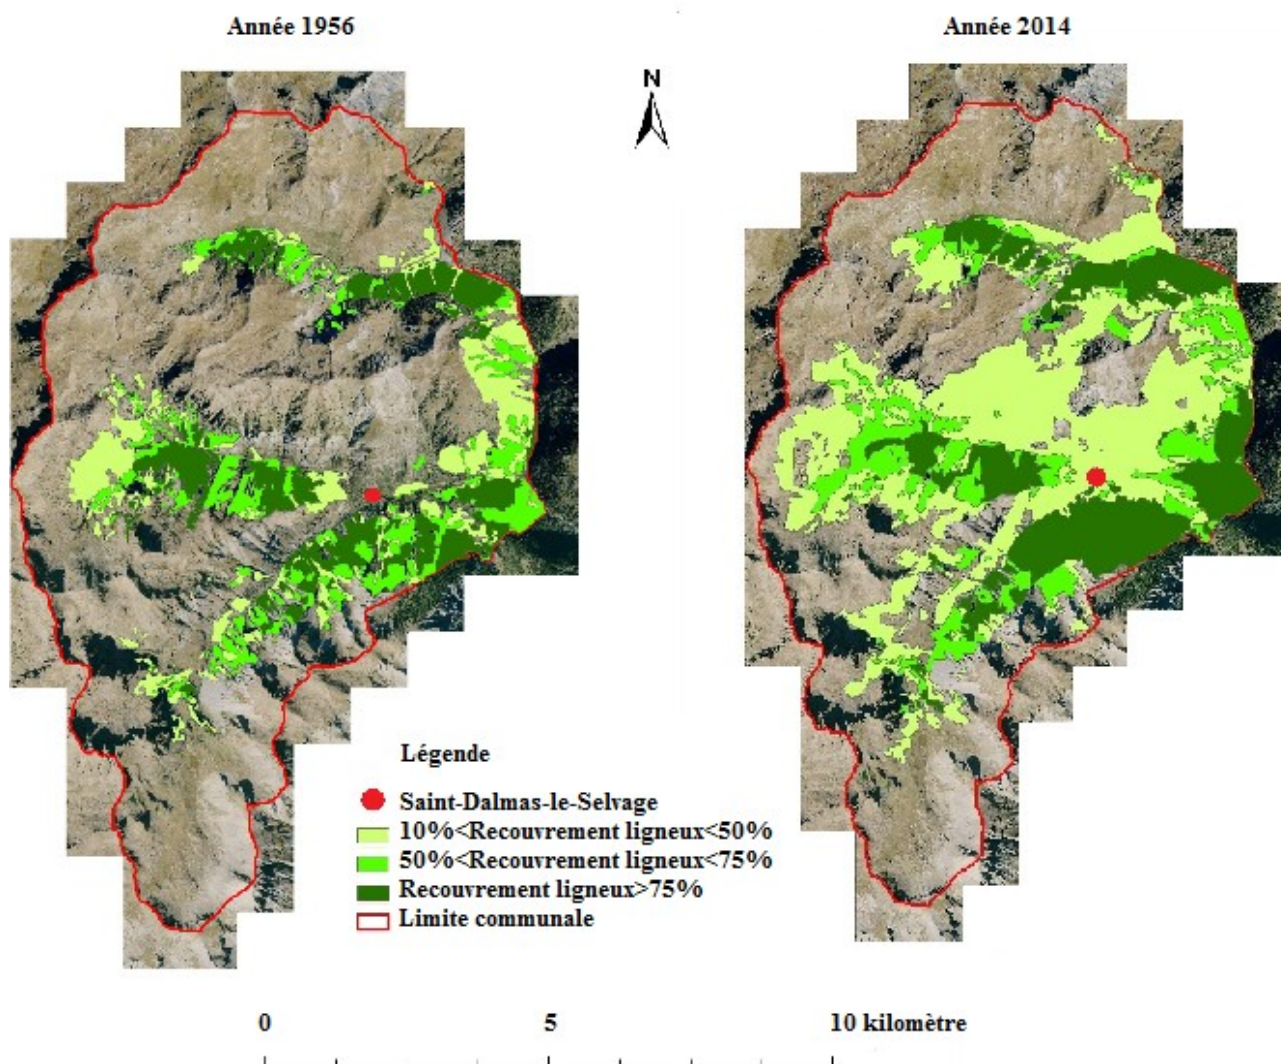 Année 1956
Année 2014
N
Légende
Saint-Dalmas-le-Selvage
10%<Recouvrement ligneux<50%
50%<Recouvrement ligneux<75%
Recouvrement ligneux>75%
Limite communale
0 5 10 kilomètre